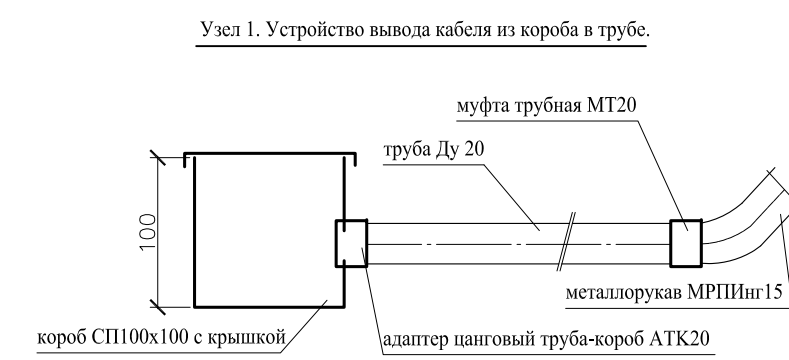 Узел 1. Устройство вывода кабеля из короба в трубе.
муфта трубная МТ20
труба Ду 20
100
металлорукав МРПИнг15
короб СП100х100 с крышкой
адаптер цанговый труба-короб АТК20